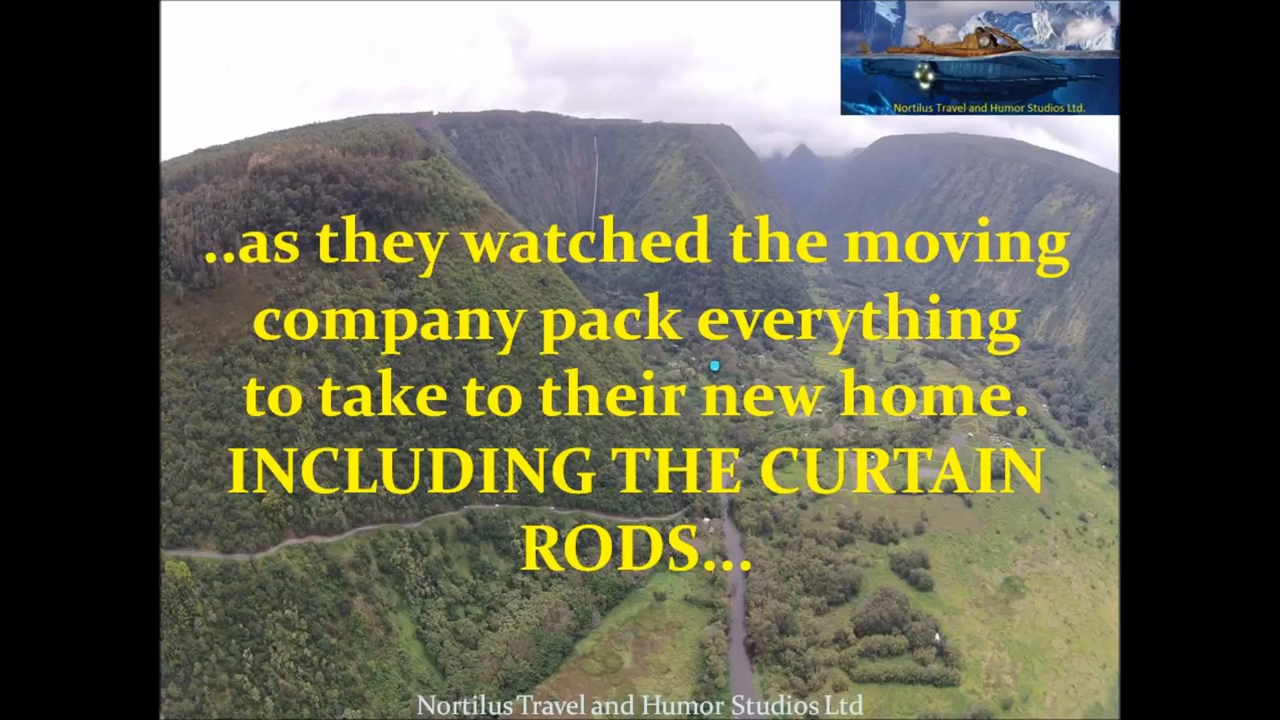 Nortilus Travel and Humor Studios Ltd.
..as they watched the moving
company pack everything
to take to their new home.
INCLUDING THE CURTAIN
RODS...
Nortilus Travel and Humor Studios Ltd